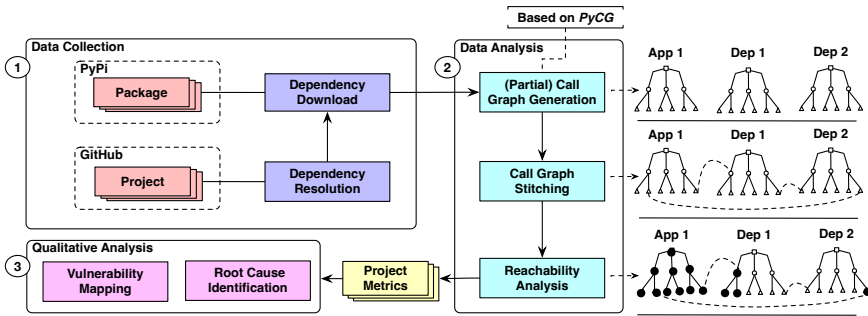 Based on PyCG
1
Data Collection
PyPi
Package
Dependency
Download
GitHub
Project
Dependency
Resolution
2
Data Analysis
(Partial) Call
Graph Generation
Call Graph
Stitching
Reachability
Analysis
App 1 Dep 1 Dep 2
App 1 Dep 1 Dep 2
App 1 Dep 1 Dep 2
3
Qualitative Analysis
Vulnerability
Mapping
Root Cause
Identification
Project
Metrics